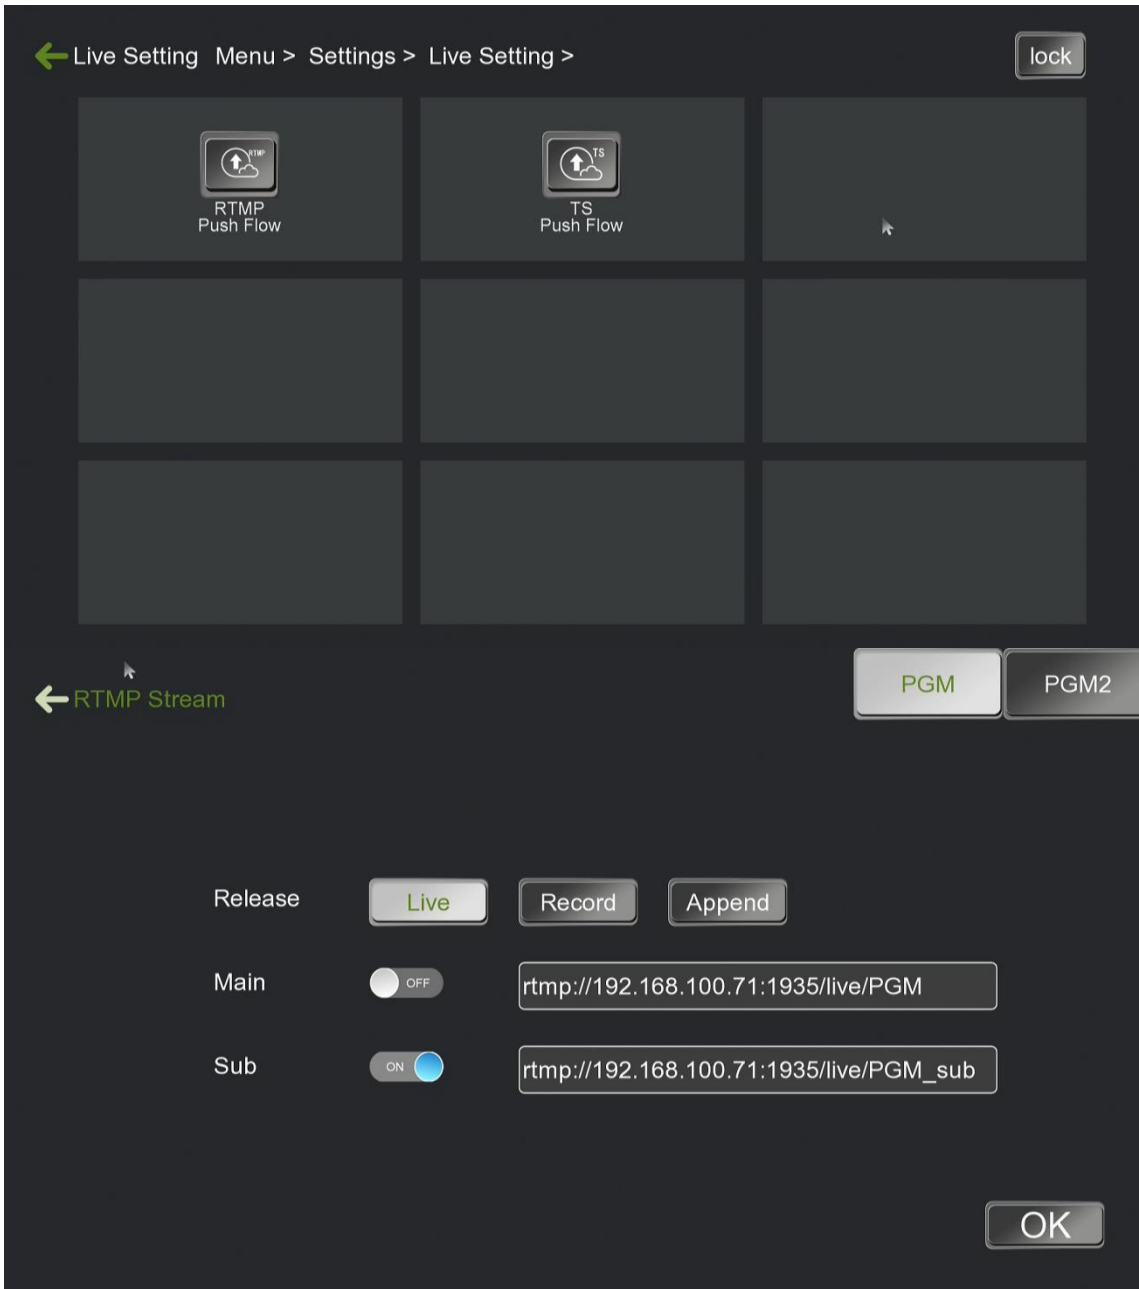 Live Setting Menu > Settings > Live Setting >
lock
RTMP
RTMP
Push Flow
TS
TS
Push Flow
RTMP Stream
PGM
PGM2
Release
Live
Record
Append
Main
OFF
rtmp://192.168.100.71:1935/live/PGM
Sub
ON
rtmp://192.168.100.71:1935/live/PGM_sub
OK